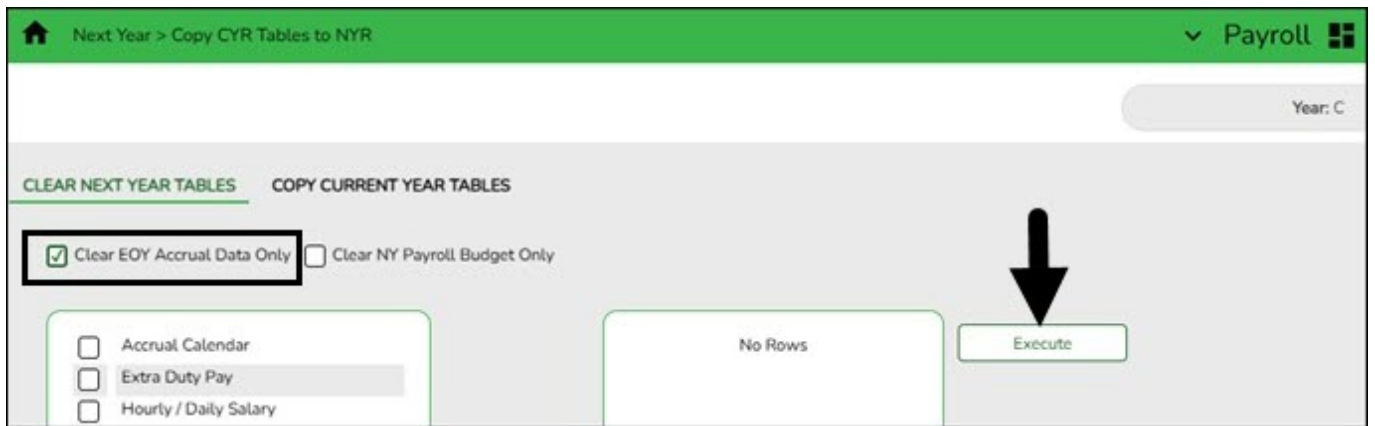 Next Year > Copy CYR Tables to NYR
Payroll
Year: C
CLEAR NEXT YEAR TABLES COPY CURRENT YEAR TABLES
Clear EOY Accrual Data Only Clear NY Payroll Budget Only
Accrual Calendar
No Rows
Execute
Extra Duty Pay
Hourly / Daily Salary